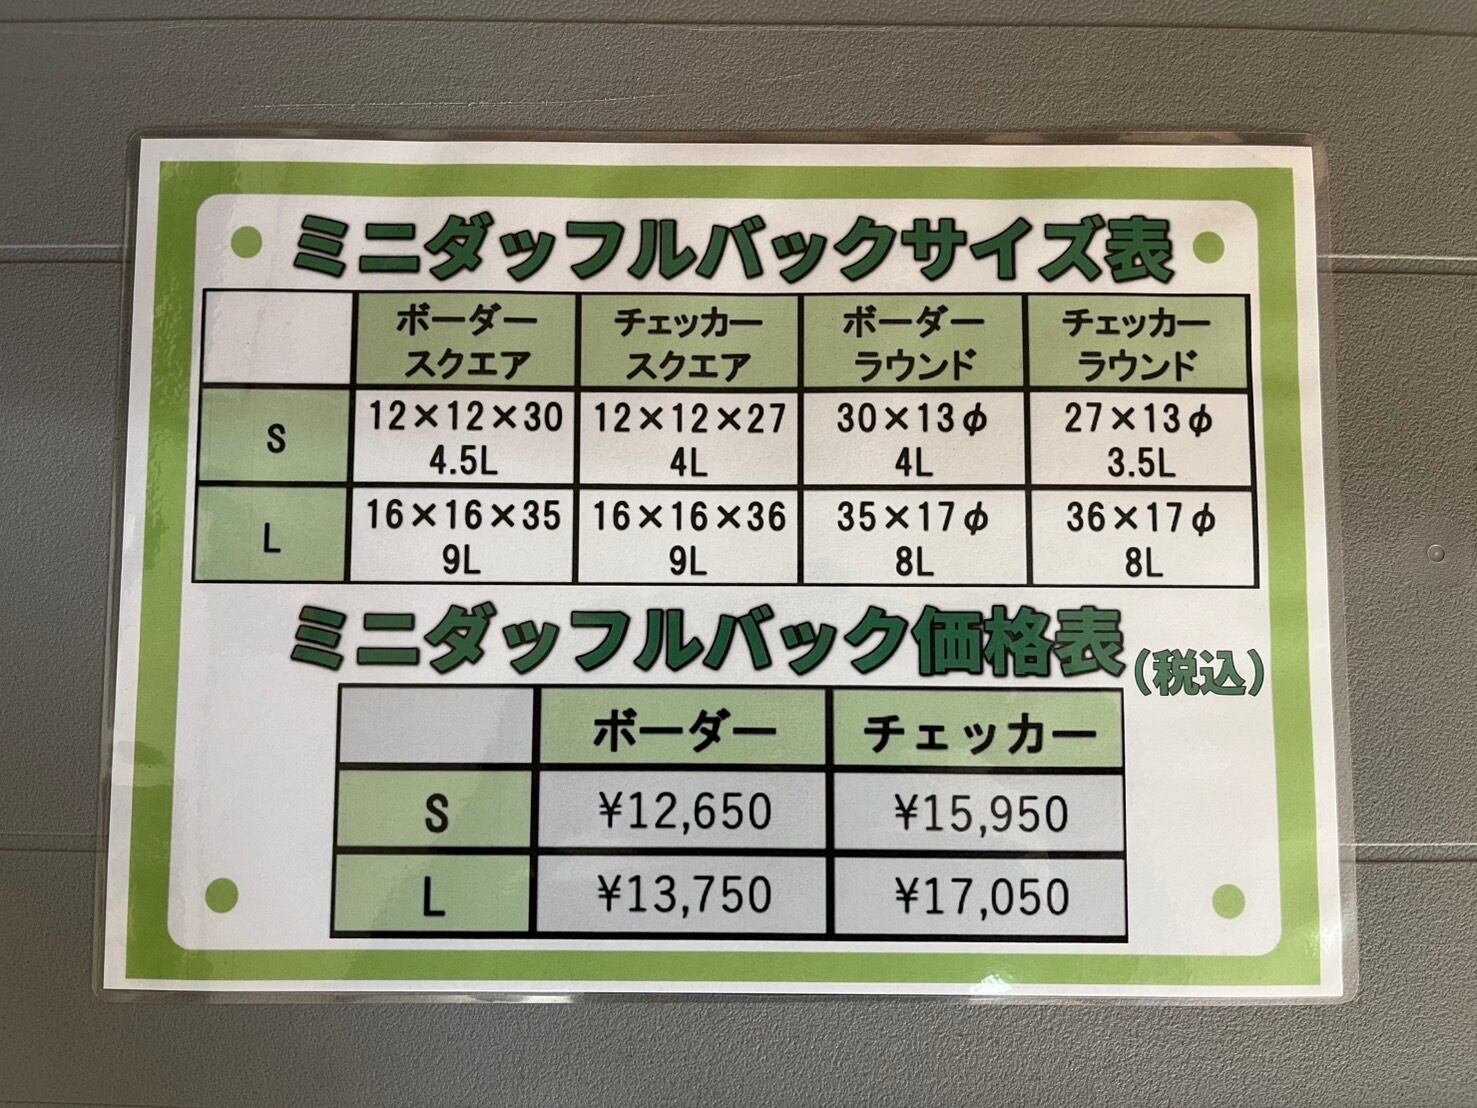 ミニダッフルバックサイズ表
ボーダー チェッカー ボーダー チェッカー
スクエア スクエア ラウンド ラウンド
S 12×12×30 12×12×27 30×13φ 27×13φ
4.5L 4L 4L 3.5L
L 16×16×35 16×16×36 35×17φ 36×17φ
9L 9L 8L 8L
ミニダッフルバック価格表(税込)
ボーダー チェッカー
S ¥12,650 ¥15,950
L ¥13,750 ¥17,050